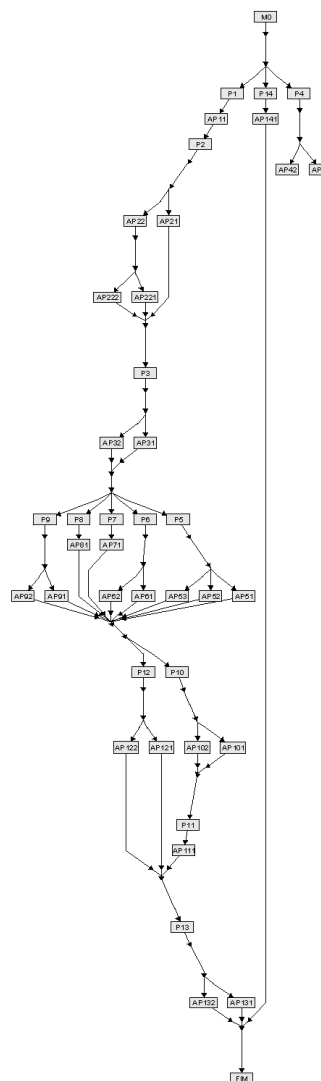 M0
P1 P14 P4
AP11 AP141
P2
AP42 AP
AP22 AP21
AP222 AP221
P3
AP32 AP31
P9 P8 P7 P6 P5
AP81 AP71
AP92 AP91 AP62 AP61 AP53 AP52 AP51
P12 P10
AP122 AP121 AP102 AP101
P11
AP111
P13
AP132 AP131
FIM